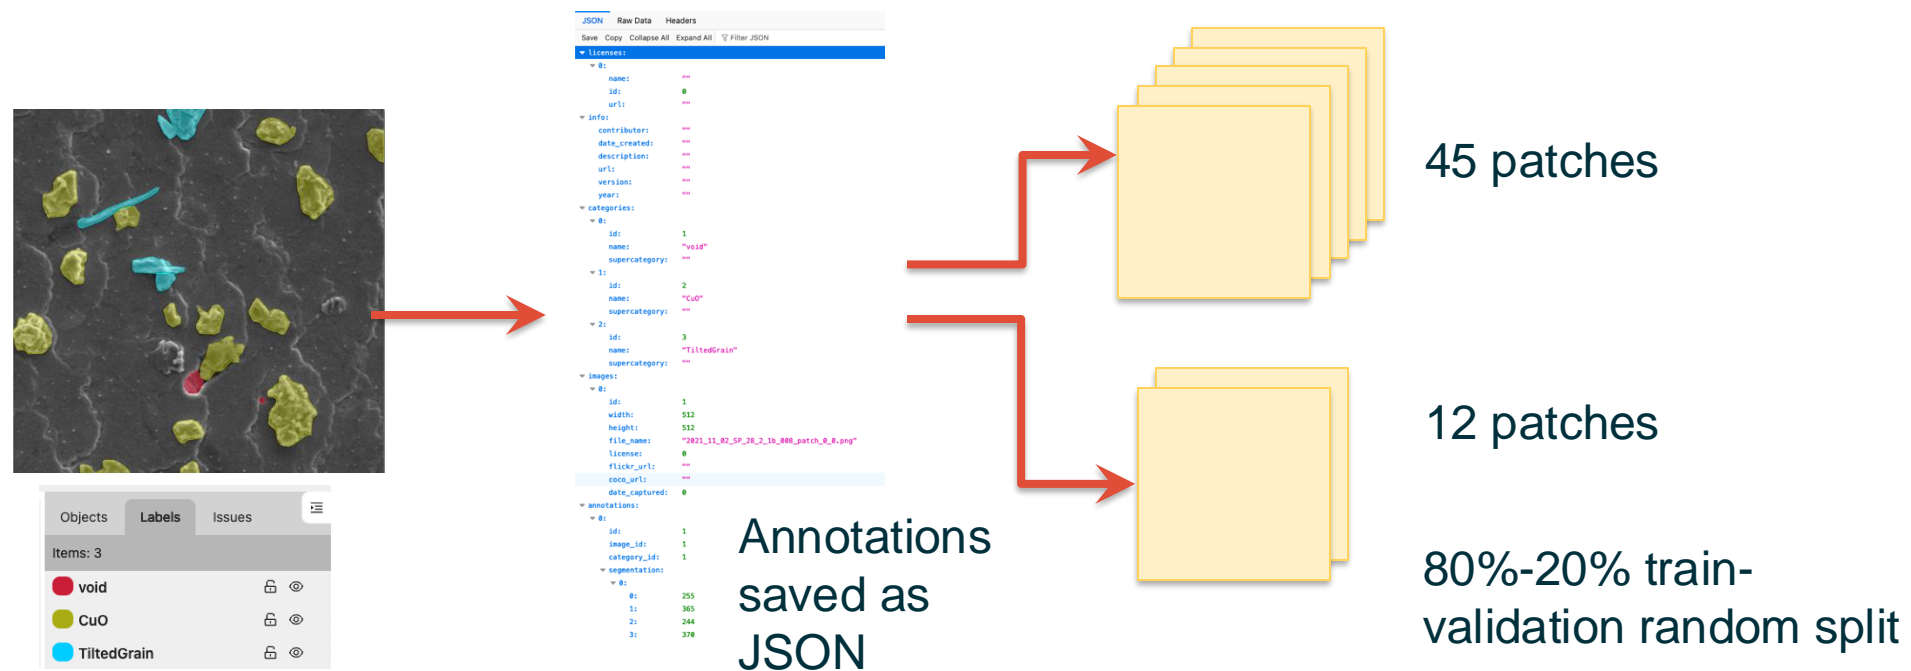 JSON Raw Data Headers
Save Copy Collapse All Expand All Filter JSON
licenses:
0:
name: ""
id: 0
url: ""
info:
contributor: ""
date_created: ""
description: ""
url: ""
version: ""
year: ""
categories:
0:
id: 1
name: "void"
supercategory: ""
1:
id: 2
name: "CuO"
supercategory: ""
2:
id: 3
name: "TiltedGrain"
supercategory: ""
images:
0:
id: 1
width: 512
height: 512
file_name: "2021_11_02_SP_28_2_1b_008_patch_0_0.png"
license: 0
flickr_url: ""
coco_url: ""
date_captured: 0
annotations:
0:
id: 1
image_id: 1
category_id: 1
segmentation:
0:
0: 255
1: 365
2: 244
3: 370
Objects Labels Issues
Items: 3
void
CuO
TiltedGrain
Annotations
saved as
JSON
45 patches
12 patches
80%-20% train-
validation random split